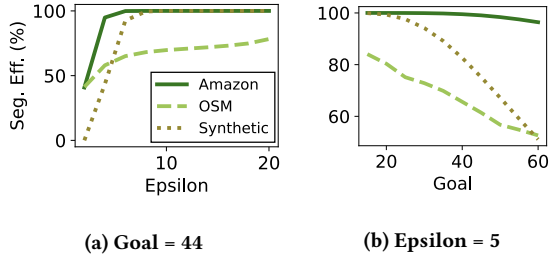 Seg. Eff. (%)
100
50
0
10
20
Epsilon
Amazon
OSM
Synthetic
(a) Goal = 44
100
80
60
20
40
60
Goal
(b) Epsilon = 5